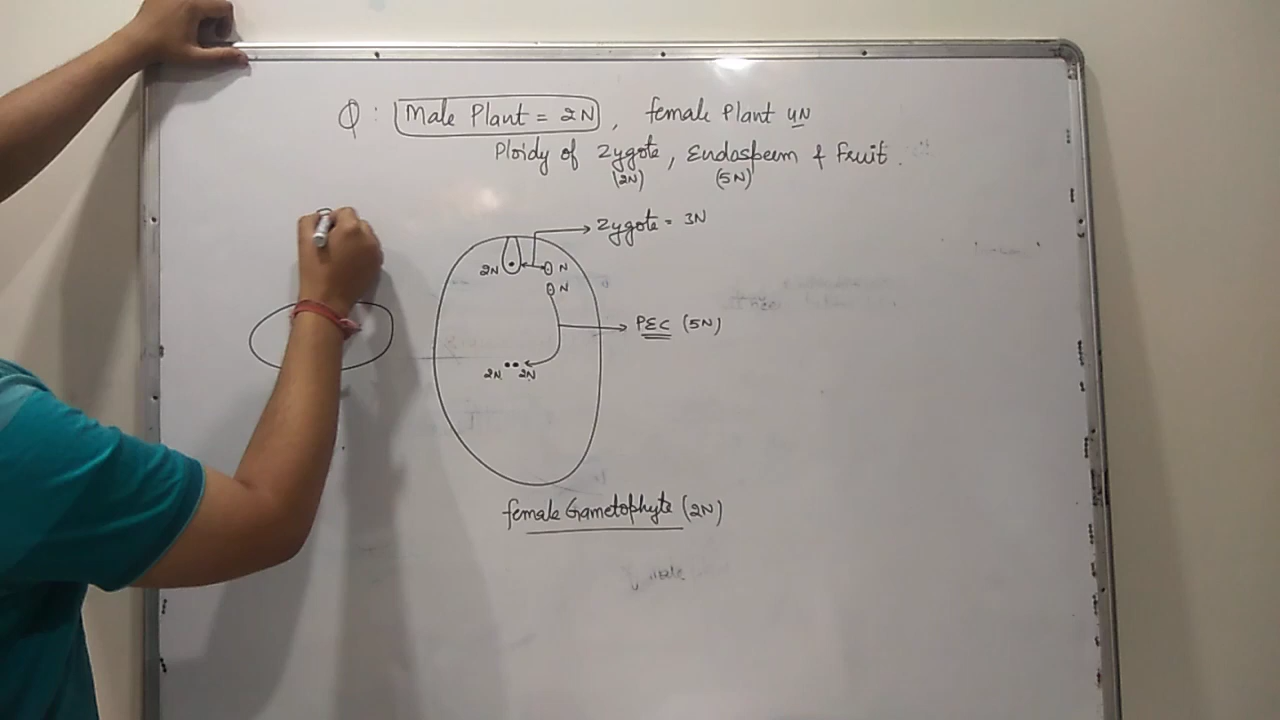 Q : Male Plant = 2N , female Plant 4N
Ploidy of Zygote , Endosperm & Fruit .
(2N) (5N)
Zygote = 3N
2N N
N
PEC (5N)
2N 2N
female Gametophyte (2N)